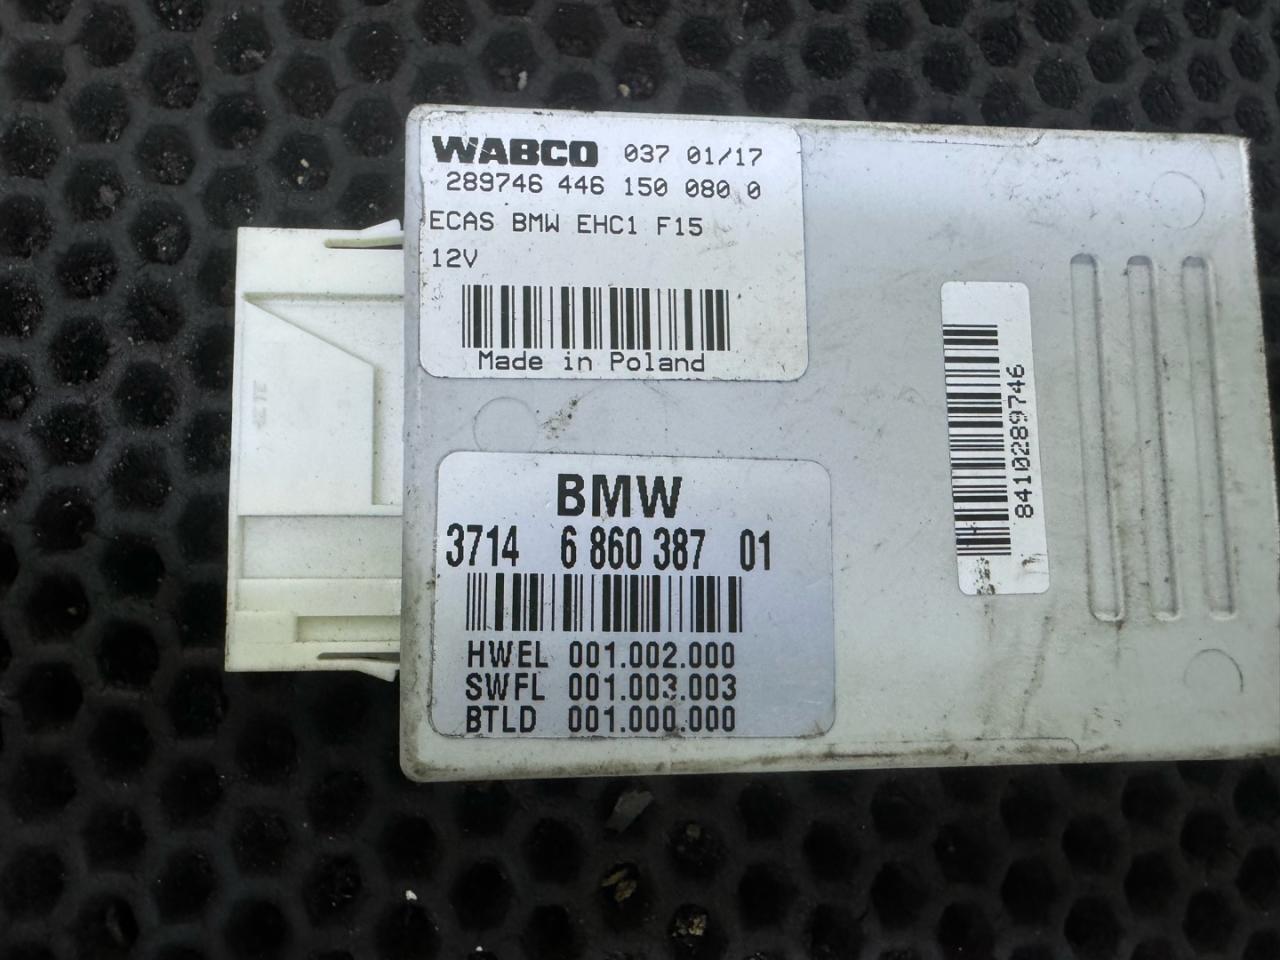 WABCO 037 01/17
289746 446 150 080 0
ECAS BMW EHC1 F15
12V
Made in Poland
BMW
3714 6 860 387 01
HWEL 001.002.000
SWFL 001.003.003
BTLD 001.000.000
8410289746